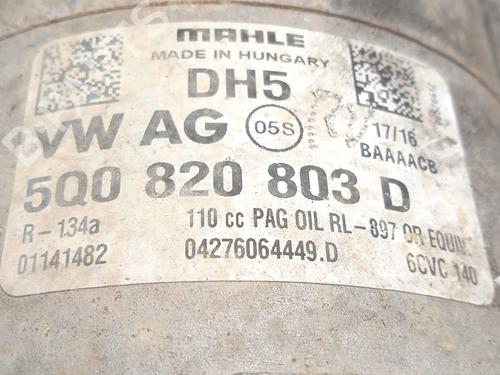 MAHLE
MADE IN HUNGARY
DH5
VW AG 05S 17/16
BAAAACB
5Q0 820 803 D
R-134a 110 cc PAG OIL RL-897 OR EQUIV.
01141482 04276064449.D 6CVC 140